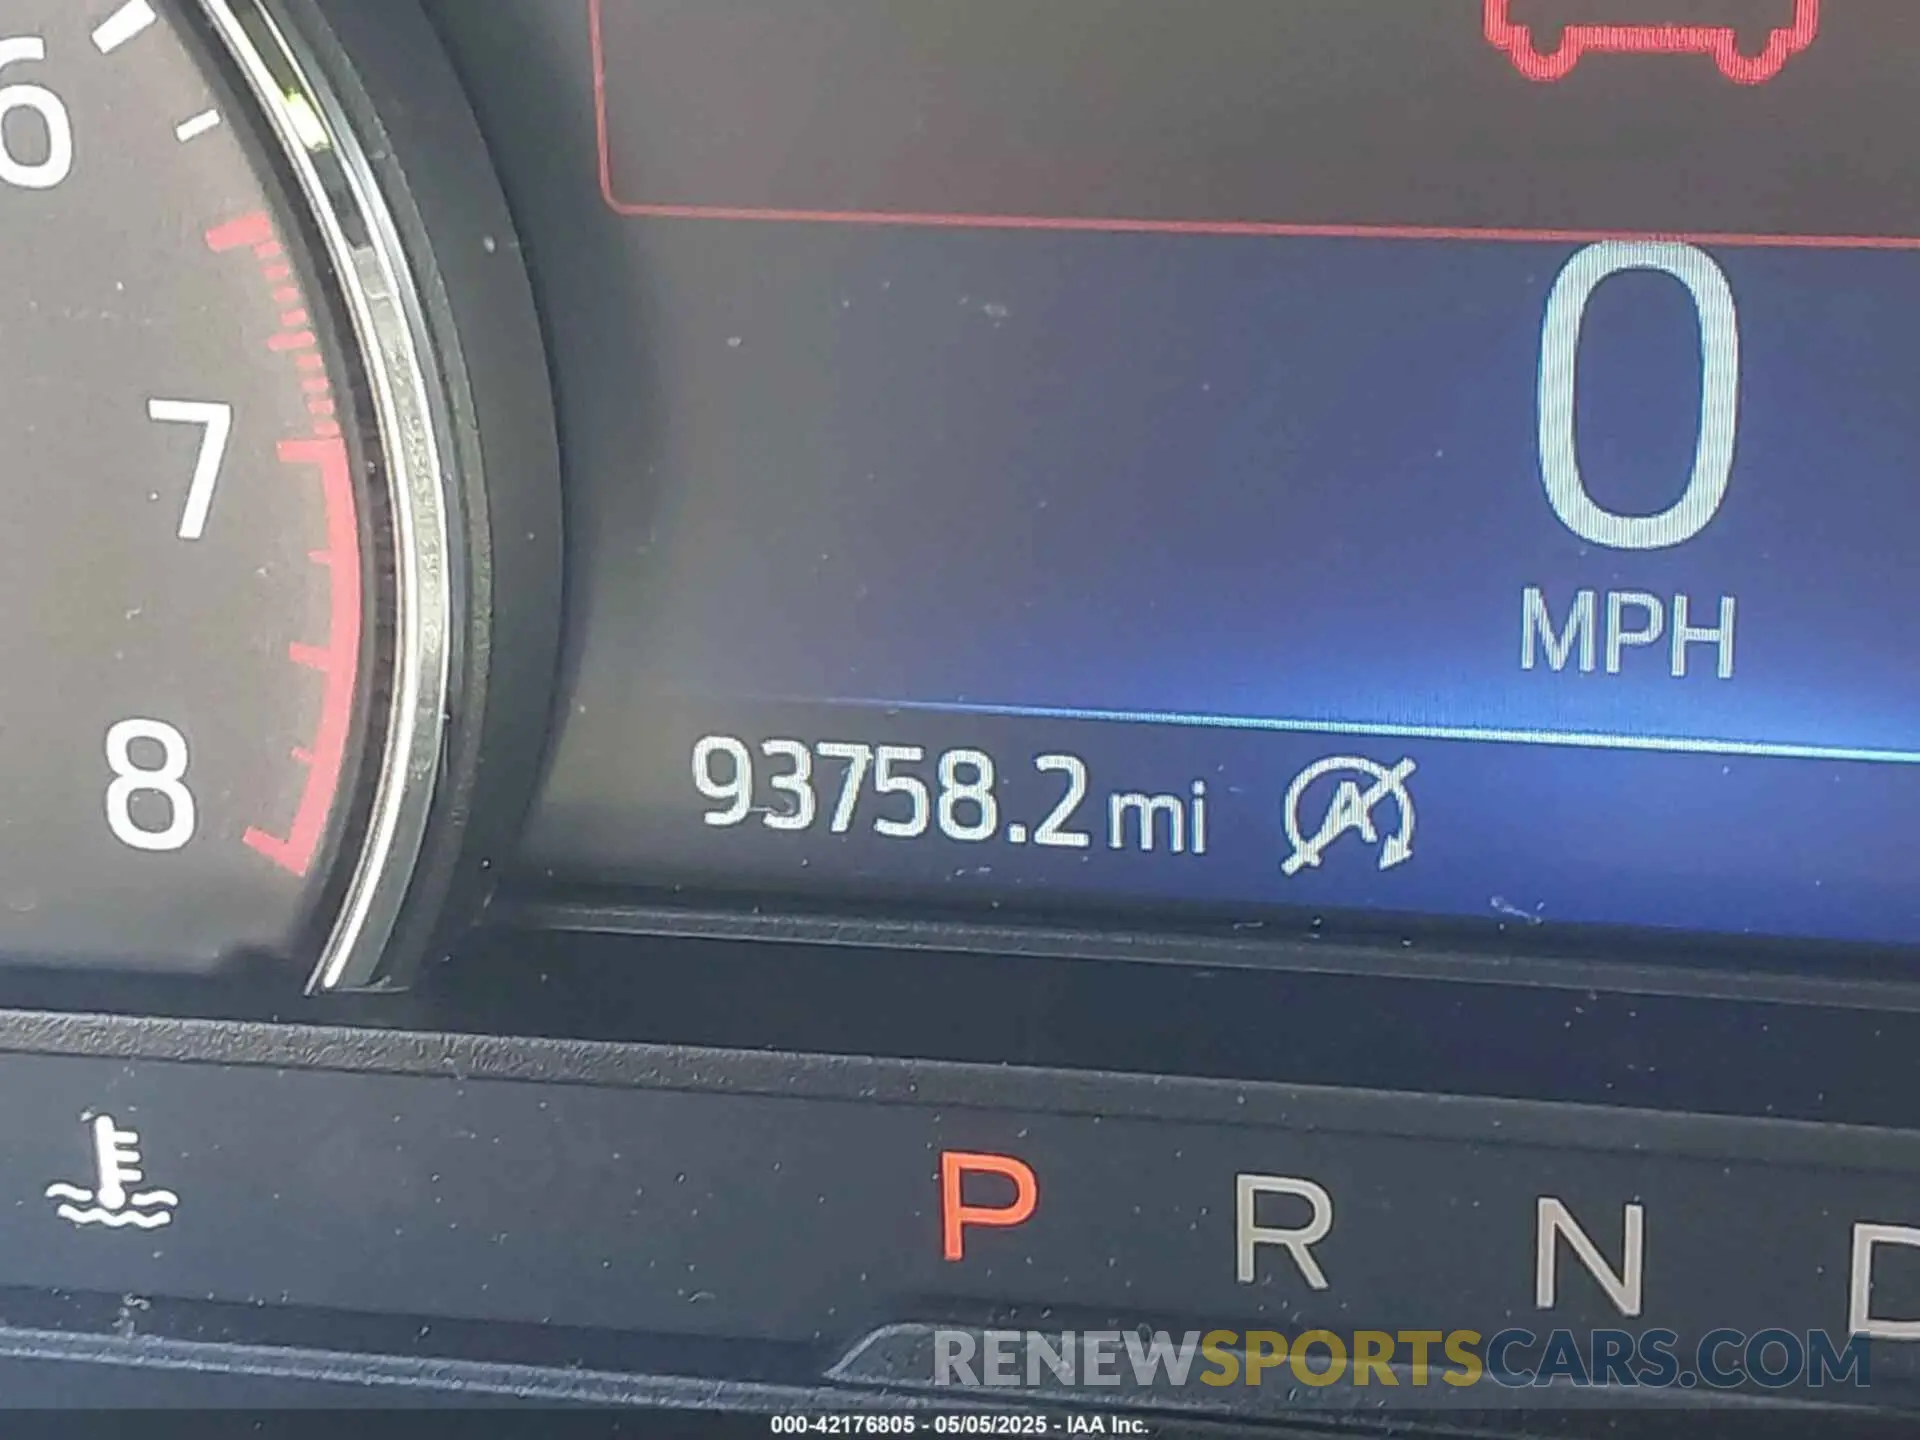 6
7
8
0
MPH
93758.2 mi
A
P R N D
RENEWSPORTSCARS.COM
000-42176805 - 05/05/2025 - IAA Inc.